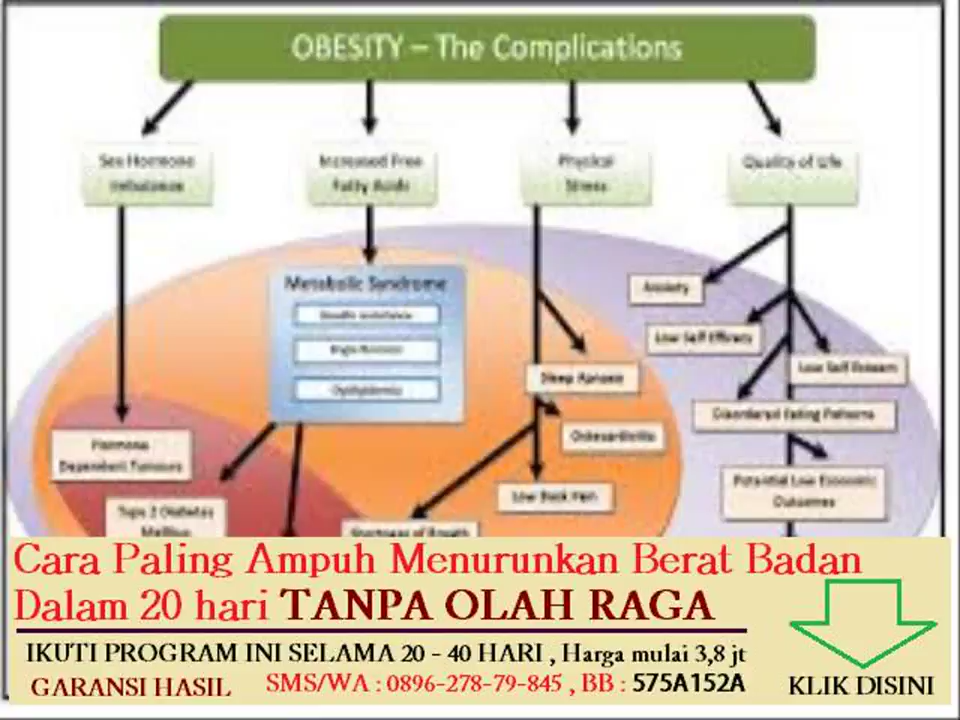 OBESITY – The Complications
Sex Hormone
Imbalance
Increased Free
Fatty Acids
Physical
Stress
Quality of Life
Metabolic Syndrome
Dyslipidemia
Anxiety
Low Self Efficacy
Low Self Esteem
Sleep Apnoea
Disordered Eating Patterns
Osteoarthritis
Hormone
Dependent Tumours
Low Back Pain
Potential Low Economic
Outcomes
Type 2 Diabetes
Mellitus
Shortness of Breath
Cara Paling Ampuh Menurunkan Berat Badan
Dalam 20 hari TANPA OLAH RAGA
IKUTI PROGRAM INI SELAMA 20 - 40 HARI , Harga mulai 3,8 jt
GARANSI HASIL SMS/WA : 0896-278-79-845 , BB : 575A152A
KLIK DISINI